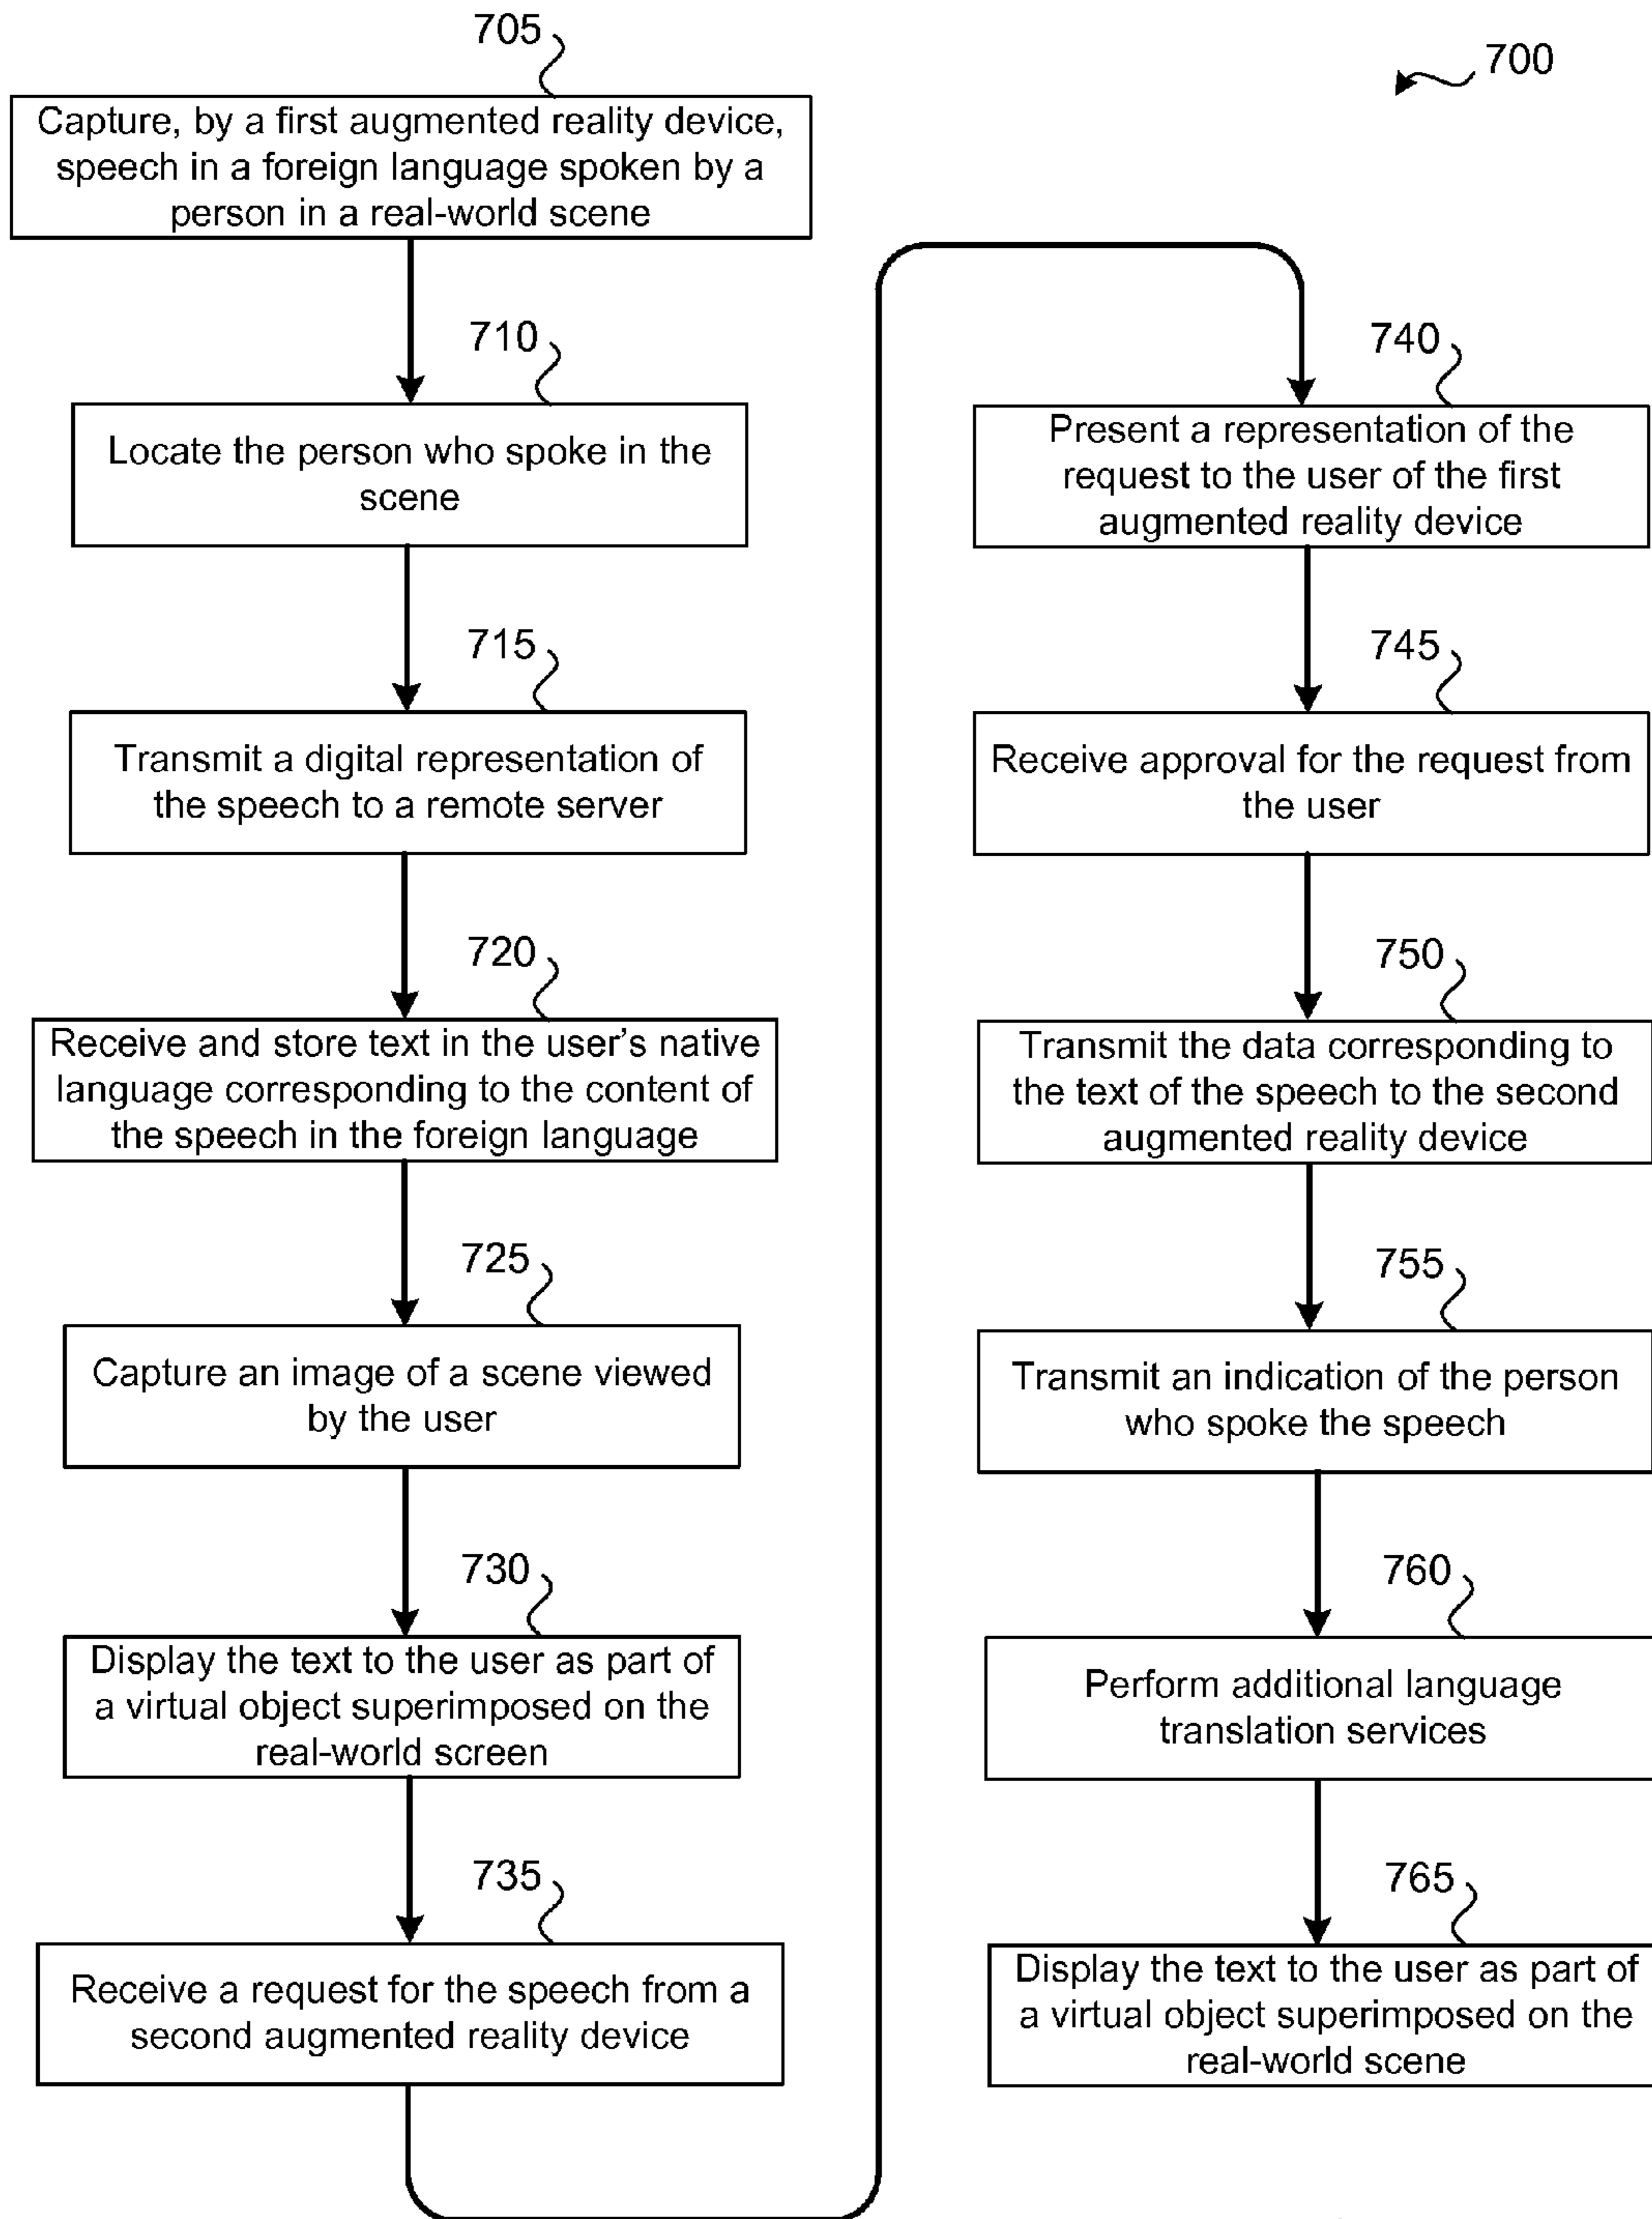 700
705
Capture, by a first augmented reality device,
speech in a foreign language spoken by a
person in a real-world scene
710
Locate the person who spoke in the
scene
715
Transmit a digital representation of
the speech to a remote server
720
Receive and store text in the user's native
language corresponding to the content of
the speech in the foreign language
725
Capture an image of a scene viewed
by the user
730
Display the text to the user as part of
a virtual object superimposed on the
real-world screen
735
Receive a request for the speech from a
second augmented reality device
740
Present a representation of the
request to the user of the first
augmented reality device
745
Receive approval for the request from
the user
750
Transmit the data corresponding to
the text of the speech to the second
augmented reality device
755
Transmit an indication of the person
who spoke the speech
760
Perform additional language
translation services
765
Display the text to the user as part of
a virtual object superimposed on the
real-world scene